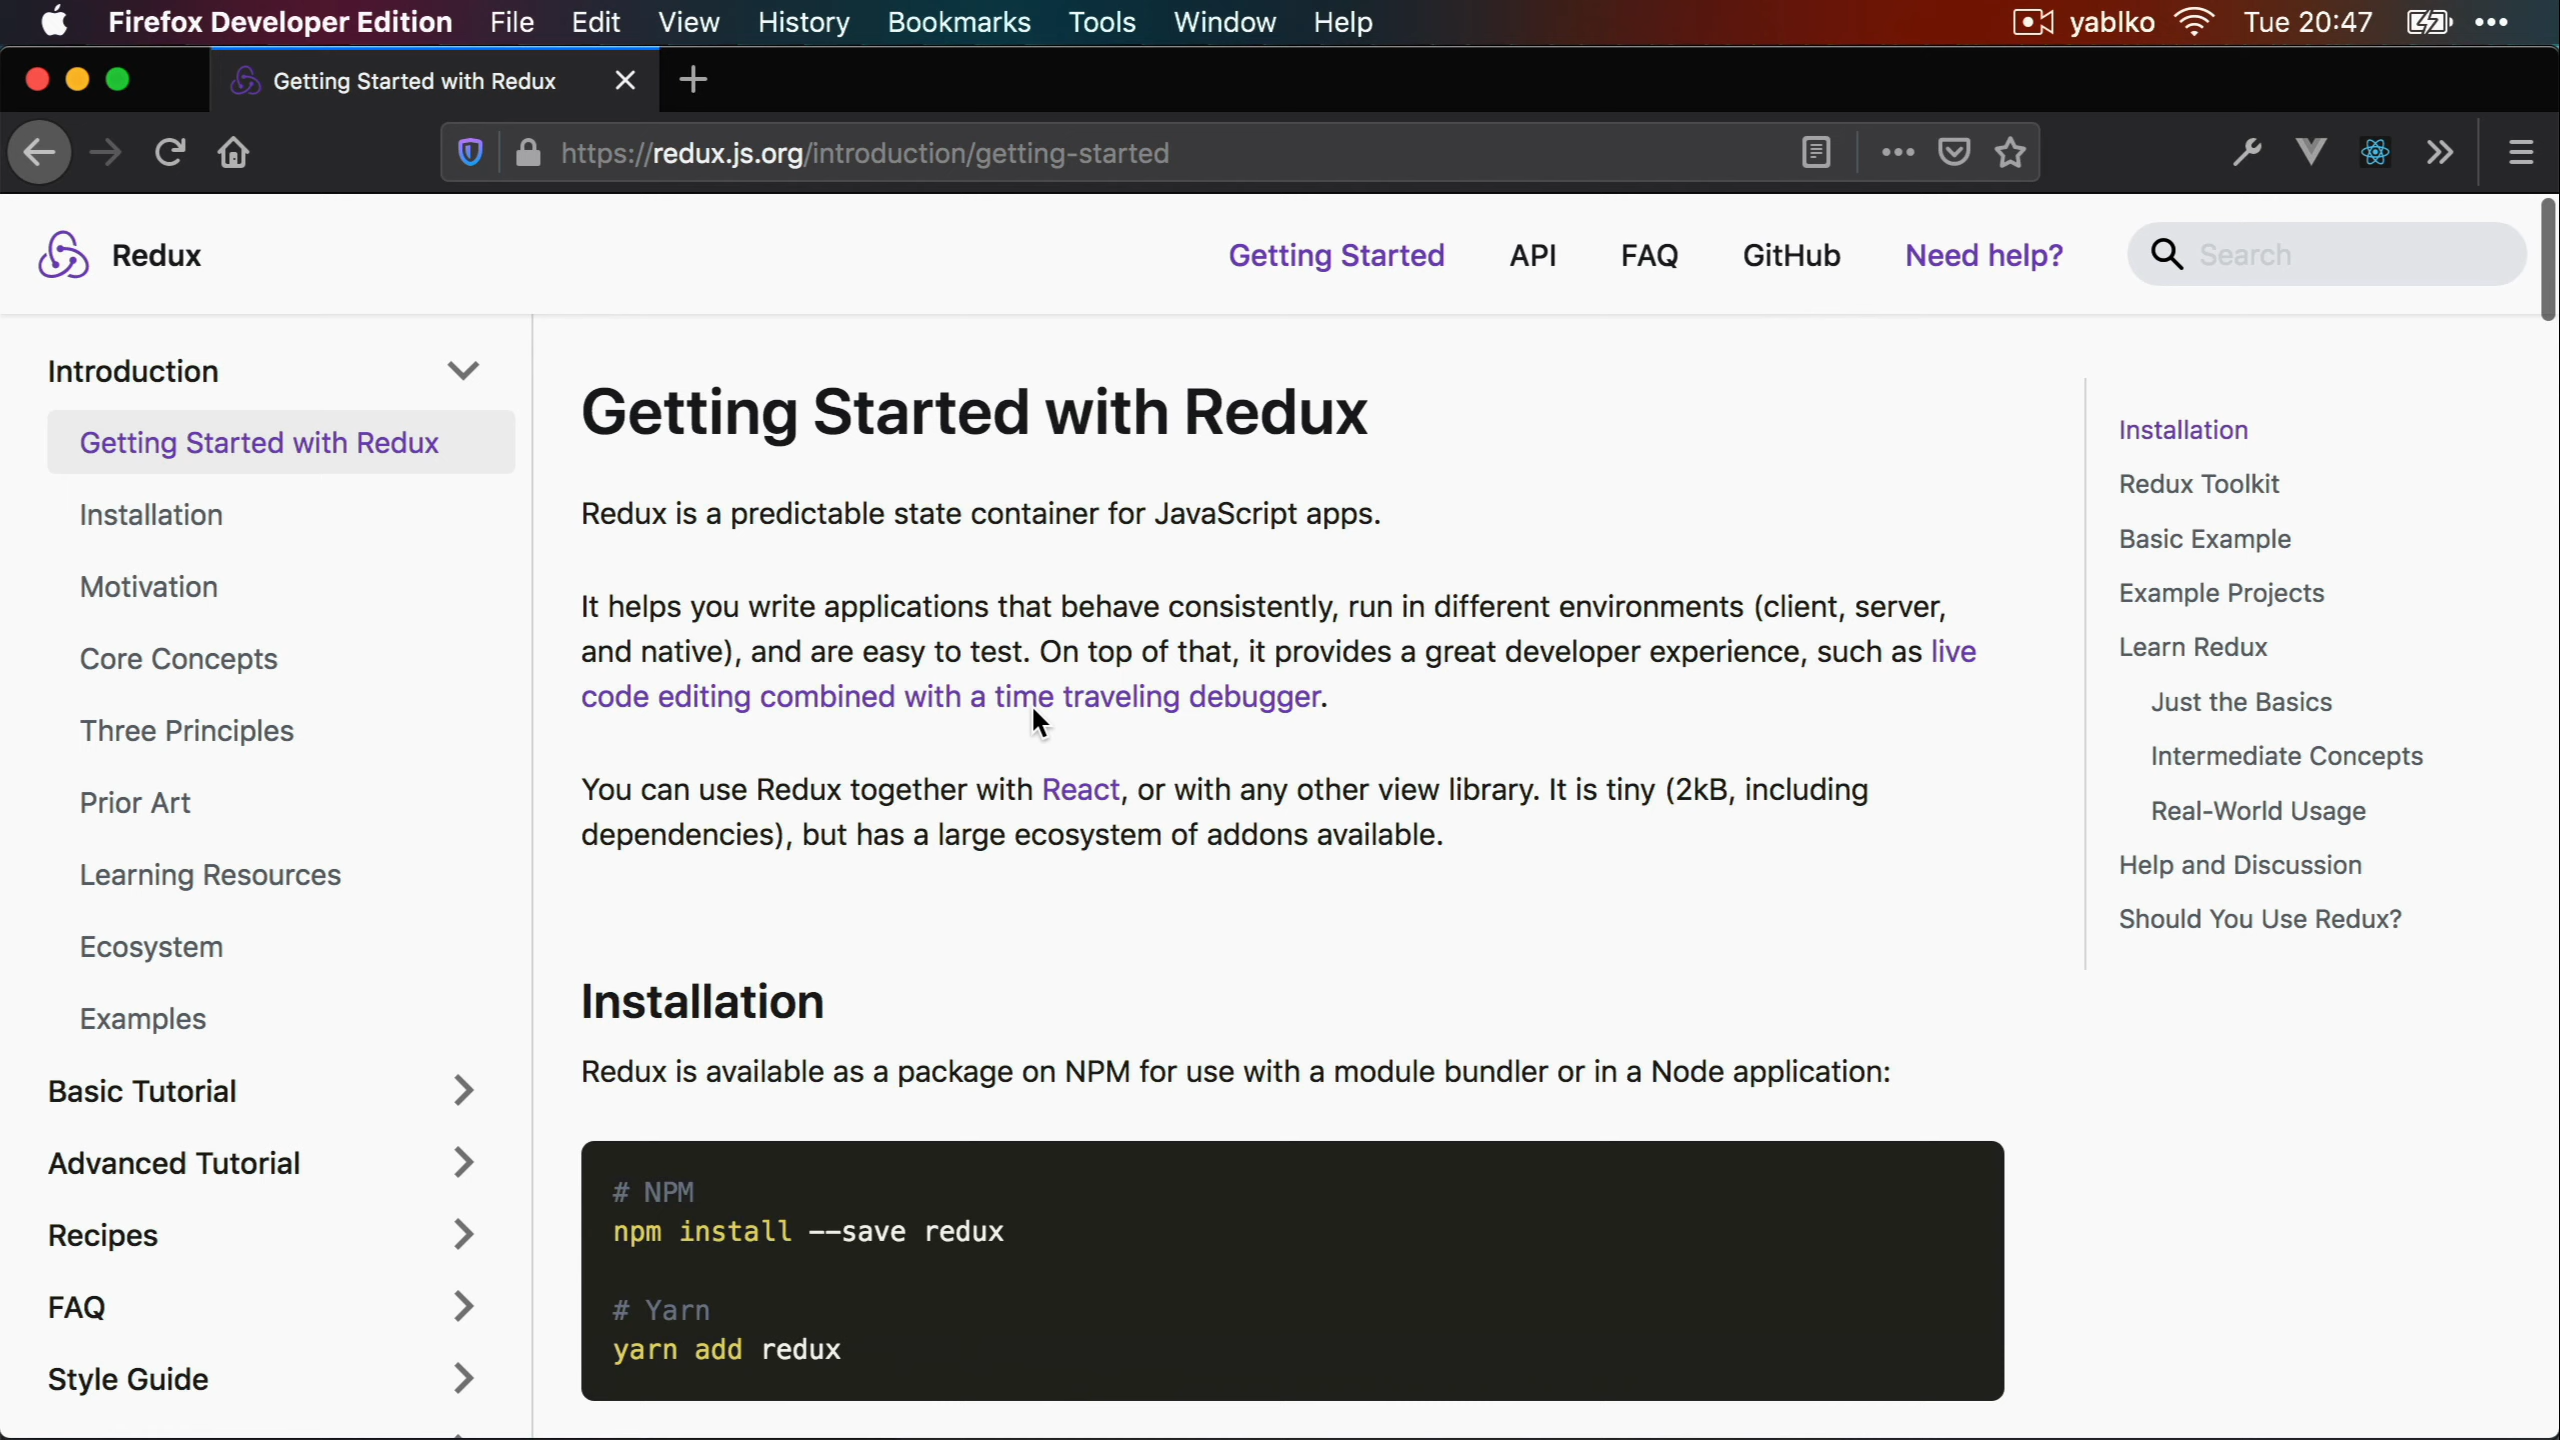 Firefox Developer Edition File Edit View History Bookmarks Tools Window Help yablko Tue 20:47
Getting Started with Redux
https://redux.js.org/introduction/getting-started
Redux Getting Started API FAQ GitHub Need help? Search
Introduction
Getting Started with Redux
Installation
Motivation
Core Concepts
Three Principles
Prior Art
Learning Resources
Ecosystem
Examples
Basic Tutorial
Advanced Tutorial
Recipes
FAQ
Style Guide
Getting Started with Redux
Redux is a predictable state container for JavaScript apps.
It helps you write applications that behave consistently, run in different environments (client, server,
and native), and are easy to test. On top of that, it provides a great developer experience, such as live
code editing combined with a time traveling debugger.
You can use Redux together with React, or with any other view library. It is tiny (2kB, including
dependencies), but has a large ecosystem of addons available.
Installation
Redux is available as a package on NPM for use with a module bundler or in a Node application:
# NPM
npm install --save redux
# Yarn
yarn add redux
Installation
Redux Toolkit
Basic Example
Example Projects
Learn Redux
Just the Basics
Intermediate Concepts
Real-World Usage
Help and Discussion
Should You Use Redux?